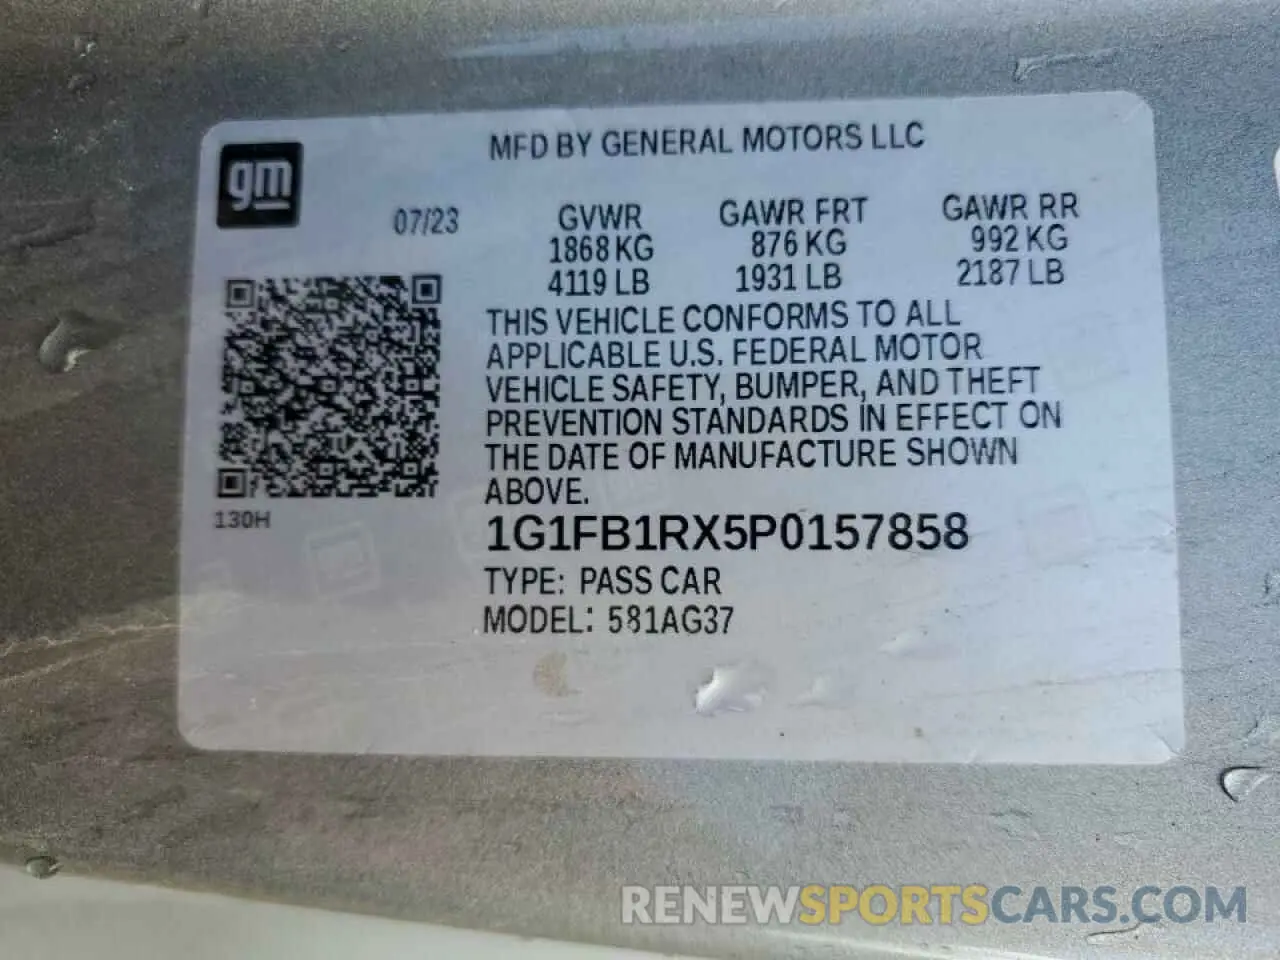 MFD BY GENERAL MOTORS LLC
gm
07/23 GVWR GAWR FRT GAWR RR
1868 KG 876 KG 992 KG
4119 LB 1931 LB 2187 LB
THIS VEHICLE CONFORMS TO ALL
APPLICABLE U.S. FEDERAL MOTOR
VEHICLE SAFETY, BUMPER, AND THEFT
PREVENTION STANDARDS IN EFFECT ON
THE DATE OF MANUFACTURE SHOWN
ABOVE.
130H
1G1FB1RX5P0157858
TYPE: PASS CAR
MODEL: 581AG37
RENEWSPORTSCARS.COM